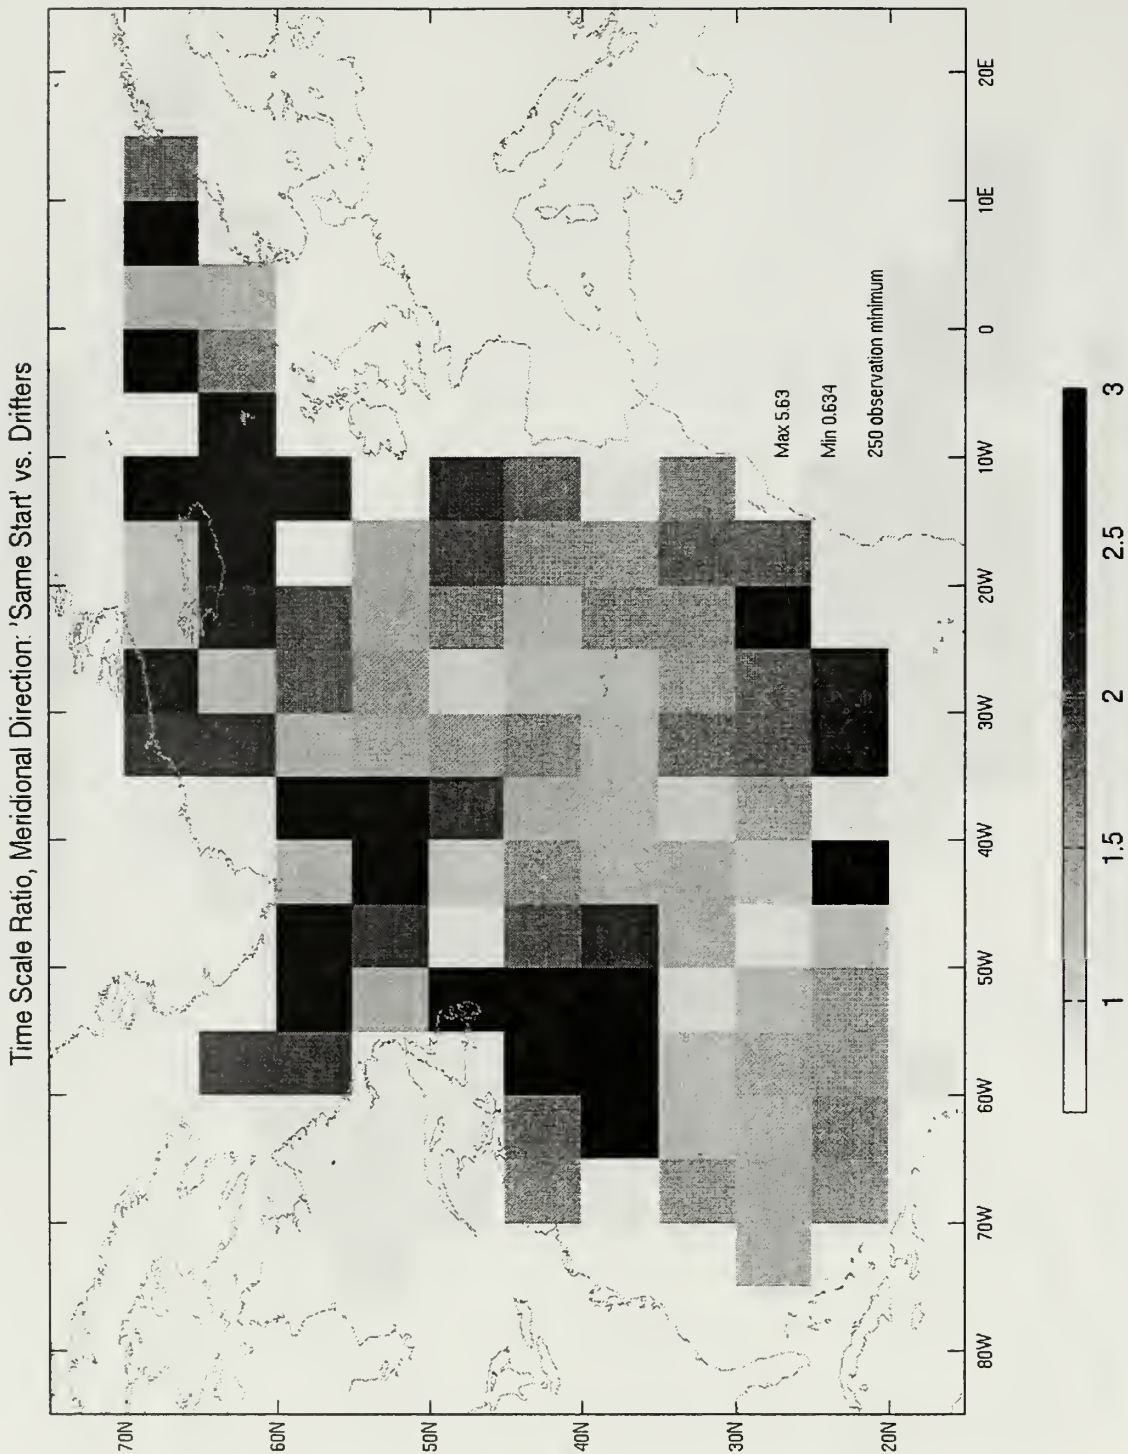 Time Scale Ratio, Meridional Direction: 'Same Start' vs. Drifters
70N
60N
50N
40N
30N
20N
80W
70W
60W
50W
40W
30W
20W
10W
0
10E
20E
Max 5.63
Min 0.634
250 observation minimum
1
1.5
2
2.5
3